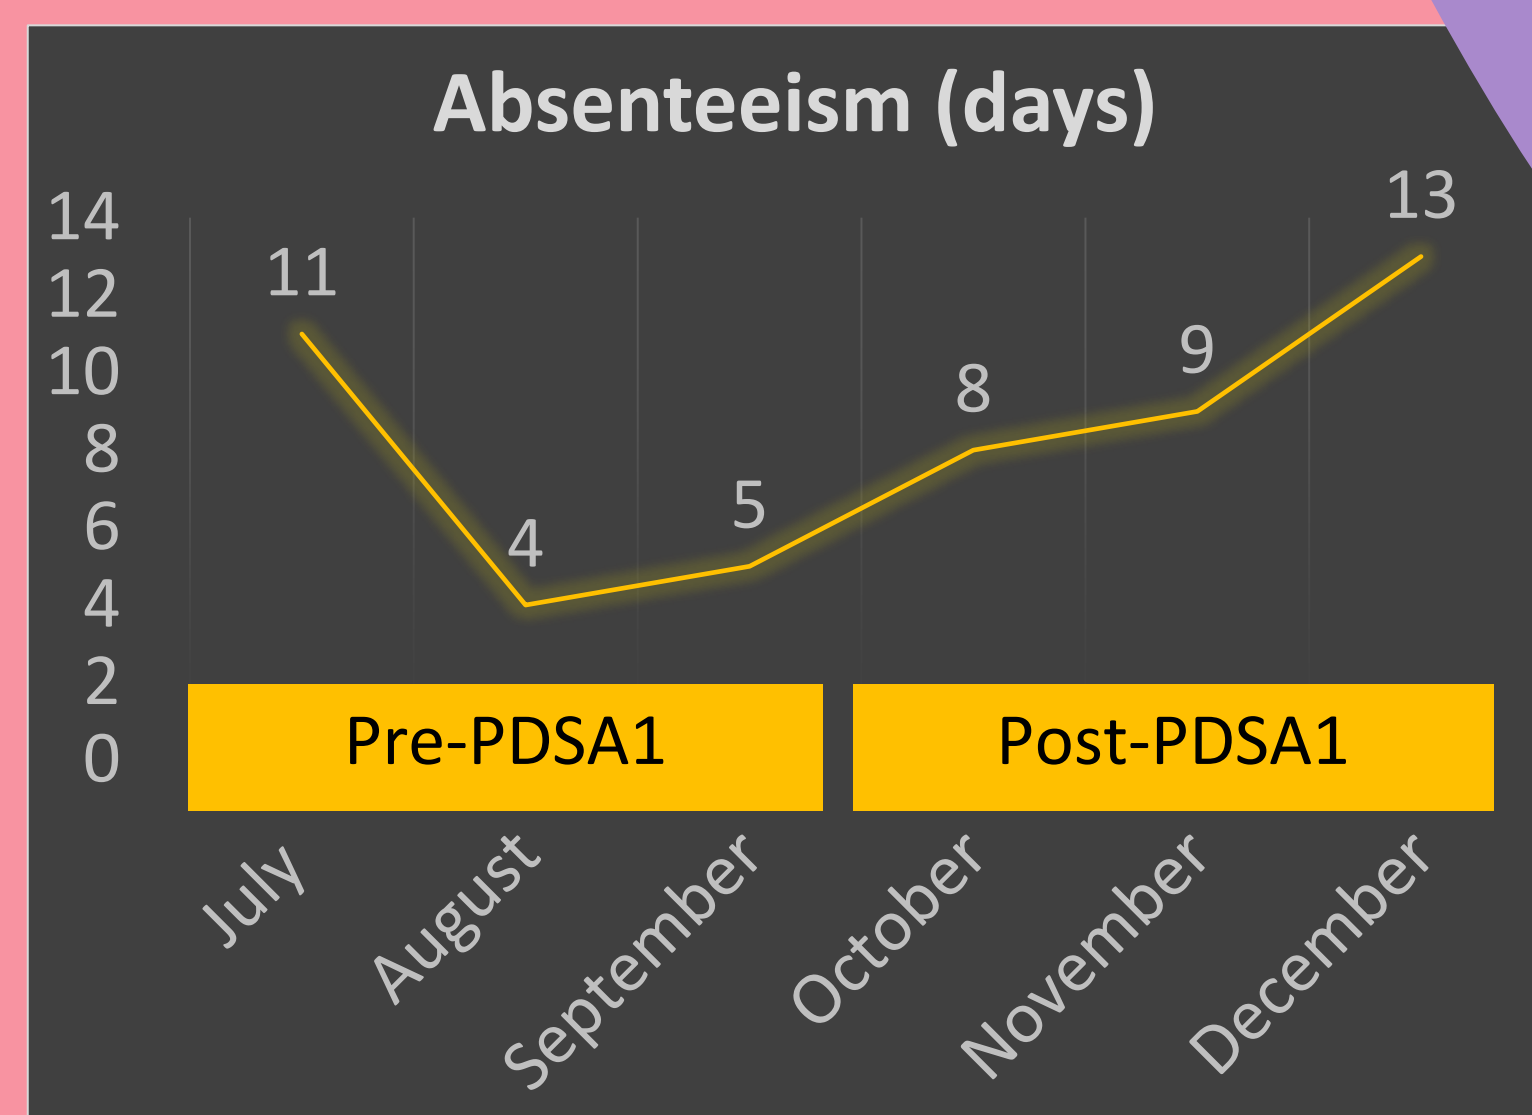 Absenteeism (days)
14
12
10
8
6
4
2
0
11
4
5
8
9
13
Pre-PDSA1
Post-PDSA1
July
August
September
October
November
December